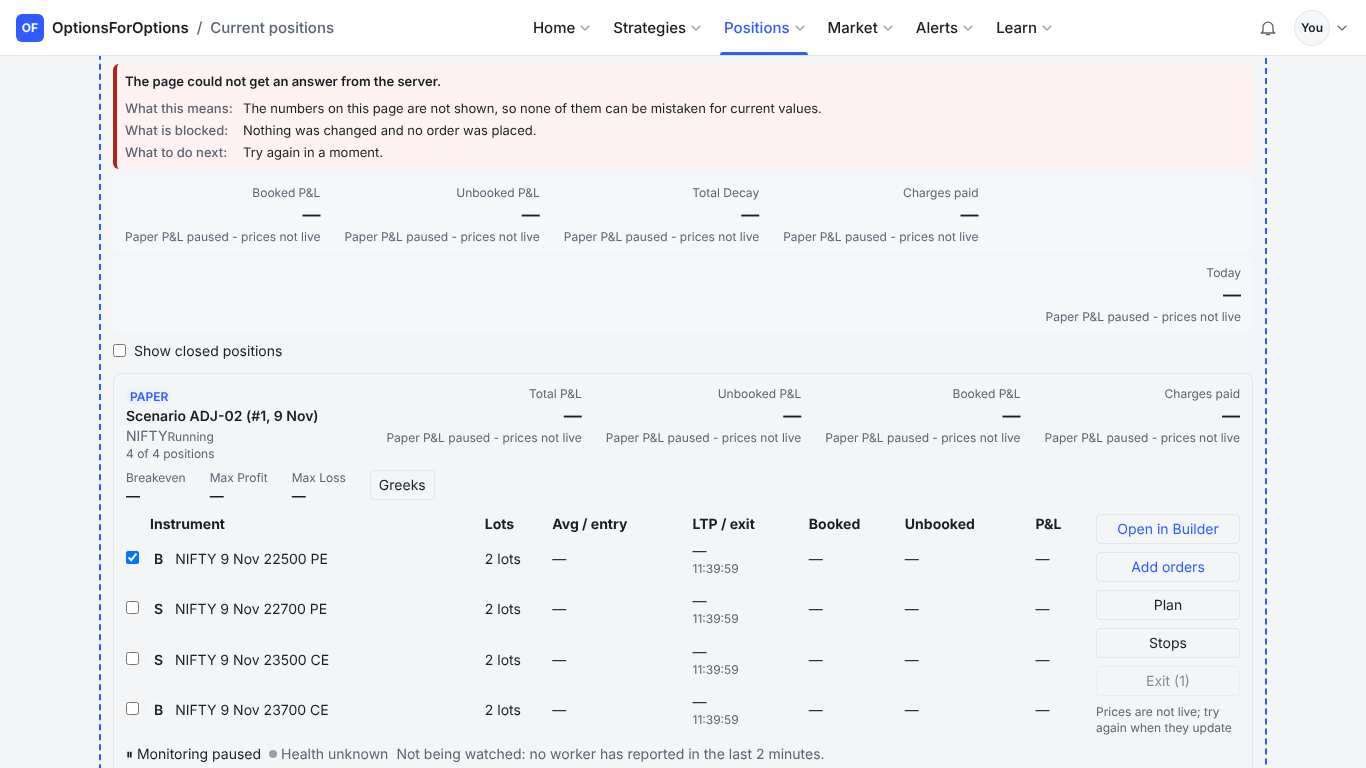 OF OptionsForOptions / Current positions Home Strategies Positions Market Alerts Learn You
The page could not get an answer from the server.
What this means: The numbers on this page are not shown, so none of them can be mistaken for current values.
What is blocked: Nothing was changed and no order was placed.
What to do next: Try again in a moment.
Booked P&L Unbooked P&L Total Decay Charges paid
— — — —
Paper P&L paused - prices not live Paper P&L paused - prices not live Paper P&L paused - prices not live Paper P&L paused - prices not live
Today
—
Paper P&L paused - prices not live
Show closed positions
PAPER Total P&L Unbooked P&L Booked P&L Charges paid
Scenario ADJ-02 (#1, 9 Nov) — — — —
NIFTYRunning Paper P&L paused - prices not live Paper P&L paused - prices not live Paper P&L paused - prices not live Paper P&L paused - prices not live
4 of 4 positions
Breakeven Max Profit Max Loss Greeks
— — —
Instrument Lots Avg / entry LTP / exit Booked Unbooked P&L Open in Builder
B NIFTY 9 Nov 22500 PE 2 lots — — 11:39:59 — — — Add orders
S NIFTY 9 Nov 22700 PE 2 lots — — 11:39:59 — — — Plan
Stops
S NIFTY 9 Nov 23500 CE 2 lots — — 11:39:59 — — — Exit (1)
B NIFTY 9 Nov 23700 CE 2 lots — — 11:39:59 — — — Prices are not live; try
again when they update
Monitoring paused Health unknown Not being watched: no worker has reported in the last 2 minutes.